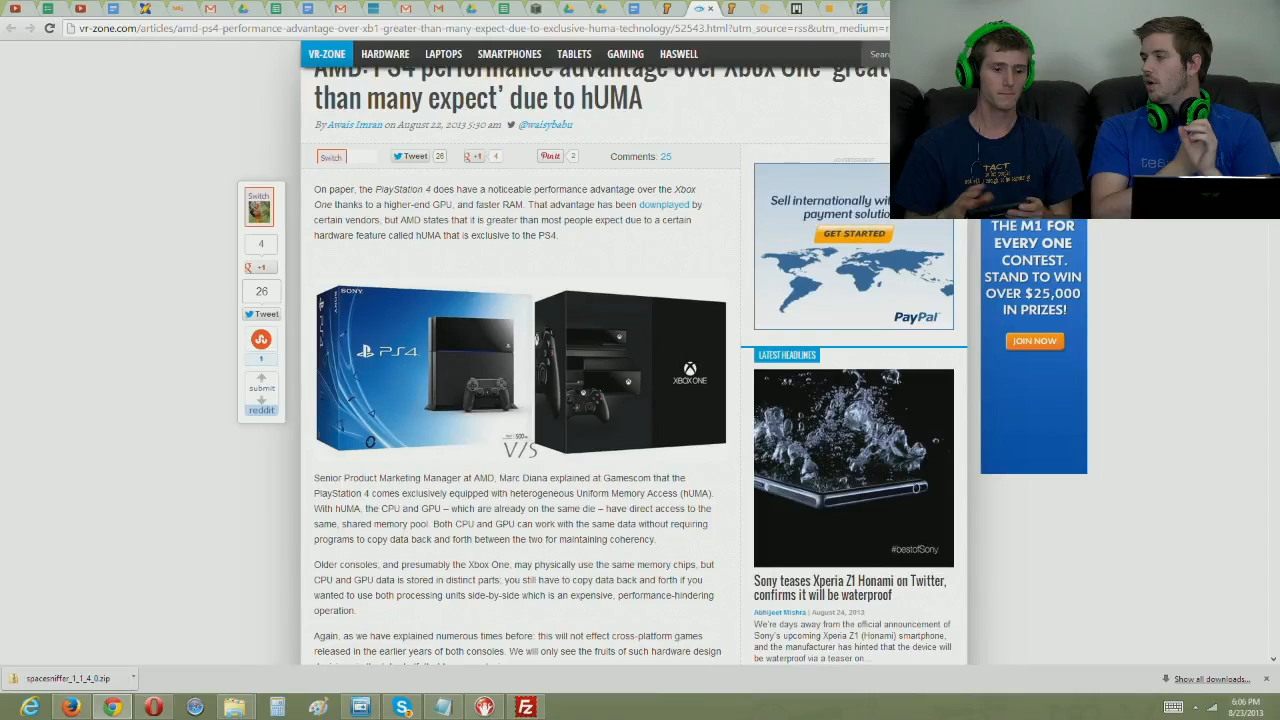 vr-zone.com/articles/amd-ps4-performance-advantage-over-xb1-greater-than-many-expect-due-to-exclusive-huma-technology/52543.html?utm_source=rss&utm_medium=r
VR-ZONE HARDWARE LAPTOPS SMARTPHONES TABLETS GAMING HASWELL
AMD: PS4 performance advantage over Xbox One 'great
than many expect' due to hUMA
By Awais Imran on August 22, 2013 5:30 am @waisybabu
Switch Tweet 26 +1 4 Pin it 2 Comments: 25
On paper, the PlayStation 4 does have a noticeable performance advantage over the Xbox
One thanks to a higher-end GPU, and faster RAM. That advantage has been downplayed by
certain vendors, but AMD states that it is greater than most people expect due to a certain
hardware feature called hUMA that is exclusive to the PS4.
Switch
4
+1
26
Tweet
1
submit
reddit
SONY
PS4
XBOX ONE
500
V/S
Senior Product Marketing Manager at AMD, Marc Diana explained at Gamescom that the
PlayStation 4 comes exclusively equipped with heterogeneous Uniform Memory Access (hUMA).
With hUMA, the CPU and GPU – which are already on the same die – have direct access to the
same, shared memory pool. Both CPU and GPU can work with the same data without requiring
programs to copy data back and forth between the two for maintaining coherency.
Older consoles, and presumably the Xbox One, may physically use the same memory chips, but
CPU and GPU data is stored in distinct parts; you still have to copy data back and forth if you
wanted to use both processing units side-by-side which is an expensive, performance-hindering
operation.
Again, as we have explained numerous times before: this will not effect cross-platform games
released in the earlier years of both consoles. We will only see the fruits of such hardware design
ADVERTISEMENT
Sell internationally wit
payment solutio
GET STARTED
PayPal
LATEST HEADLINES
#bestofSony
Sony teases Xperia Z1 Honami on Twitter,
confirms it will be waterproof
Abhijeet Mishra | August 24, 2013
We're days away from the official announcement of
Sony's upcoming Xperia Z1 (Honami) smartphone,
and the manufacturer has hinted that the device will
be waterproof via a teaser on...
THE M1 FOR
EVERY ONE
CONTEST.
STAND TO WIN
OVER $25,000
IN PRIZES!
JOIN NOW
TACT
spacesniffer_1_1_4_0.zip
Show all downloads...
6:06 PM
8/23/2013